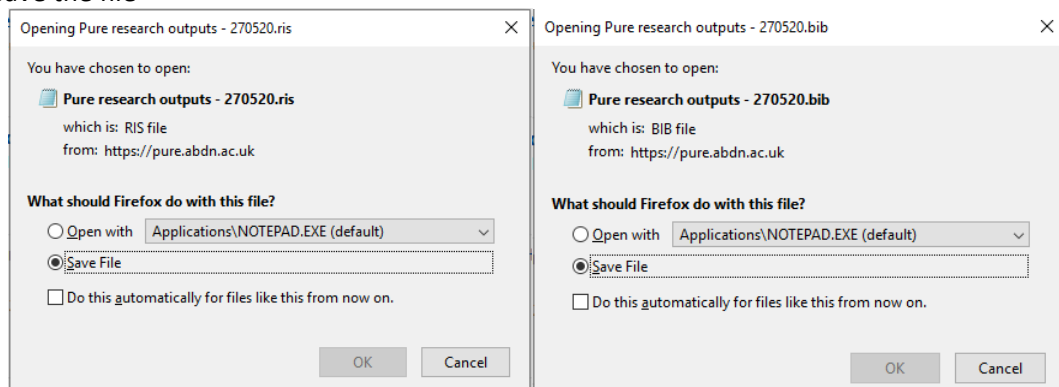 save the file
Opening Pure research outputs - 270520.ris
You have chosen to open:
Pure research outputs - 270520.ris
which is: RIS file
from: https://pure.abdn.ac.uk
What should Firefox do with this file?
Open with Applications\NOTEPAD.EXE (default)
Save File
Do this automatically for files like this from now on.
OK Cancel
Opening Pure research outputs - 270520.bib
You have chosen to open:
Pure research outputs - 270520.bib
which is: BIB file
from: https://pure.abdn.ac.uk
What should Firefox do with this file?
Open with Applications\NOTEPAD.EXE (default)
Save File
Do this automatically for files like this from now on.
OK Cancel